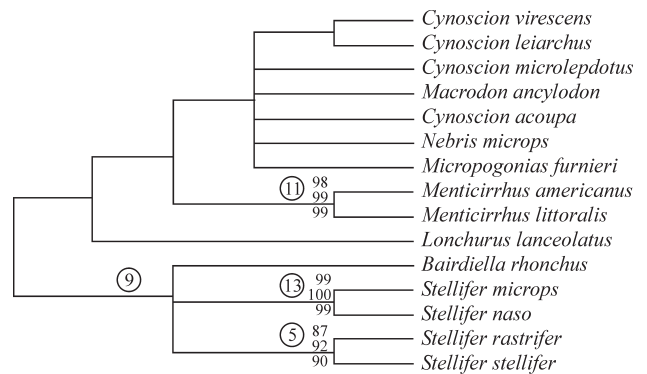 Cynoscion virescens
Cynoscion leiarchus
Cynoscion microlepdotus
Macrodon ancylodon
Cynoscion acoupa
Nebris microps
Micropogonias furnieri
11 98 Menticirrhus americanus
99
99 Menticirrhus littoralis
Lonchurus lanceolatus
9 Bairdiella rhonchus
13 99 Stellifer microps
100
99 Stellifer naso
5 87 Stellifer rastrifer
92
90 Stellifer stellifer